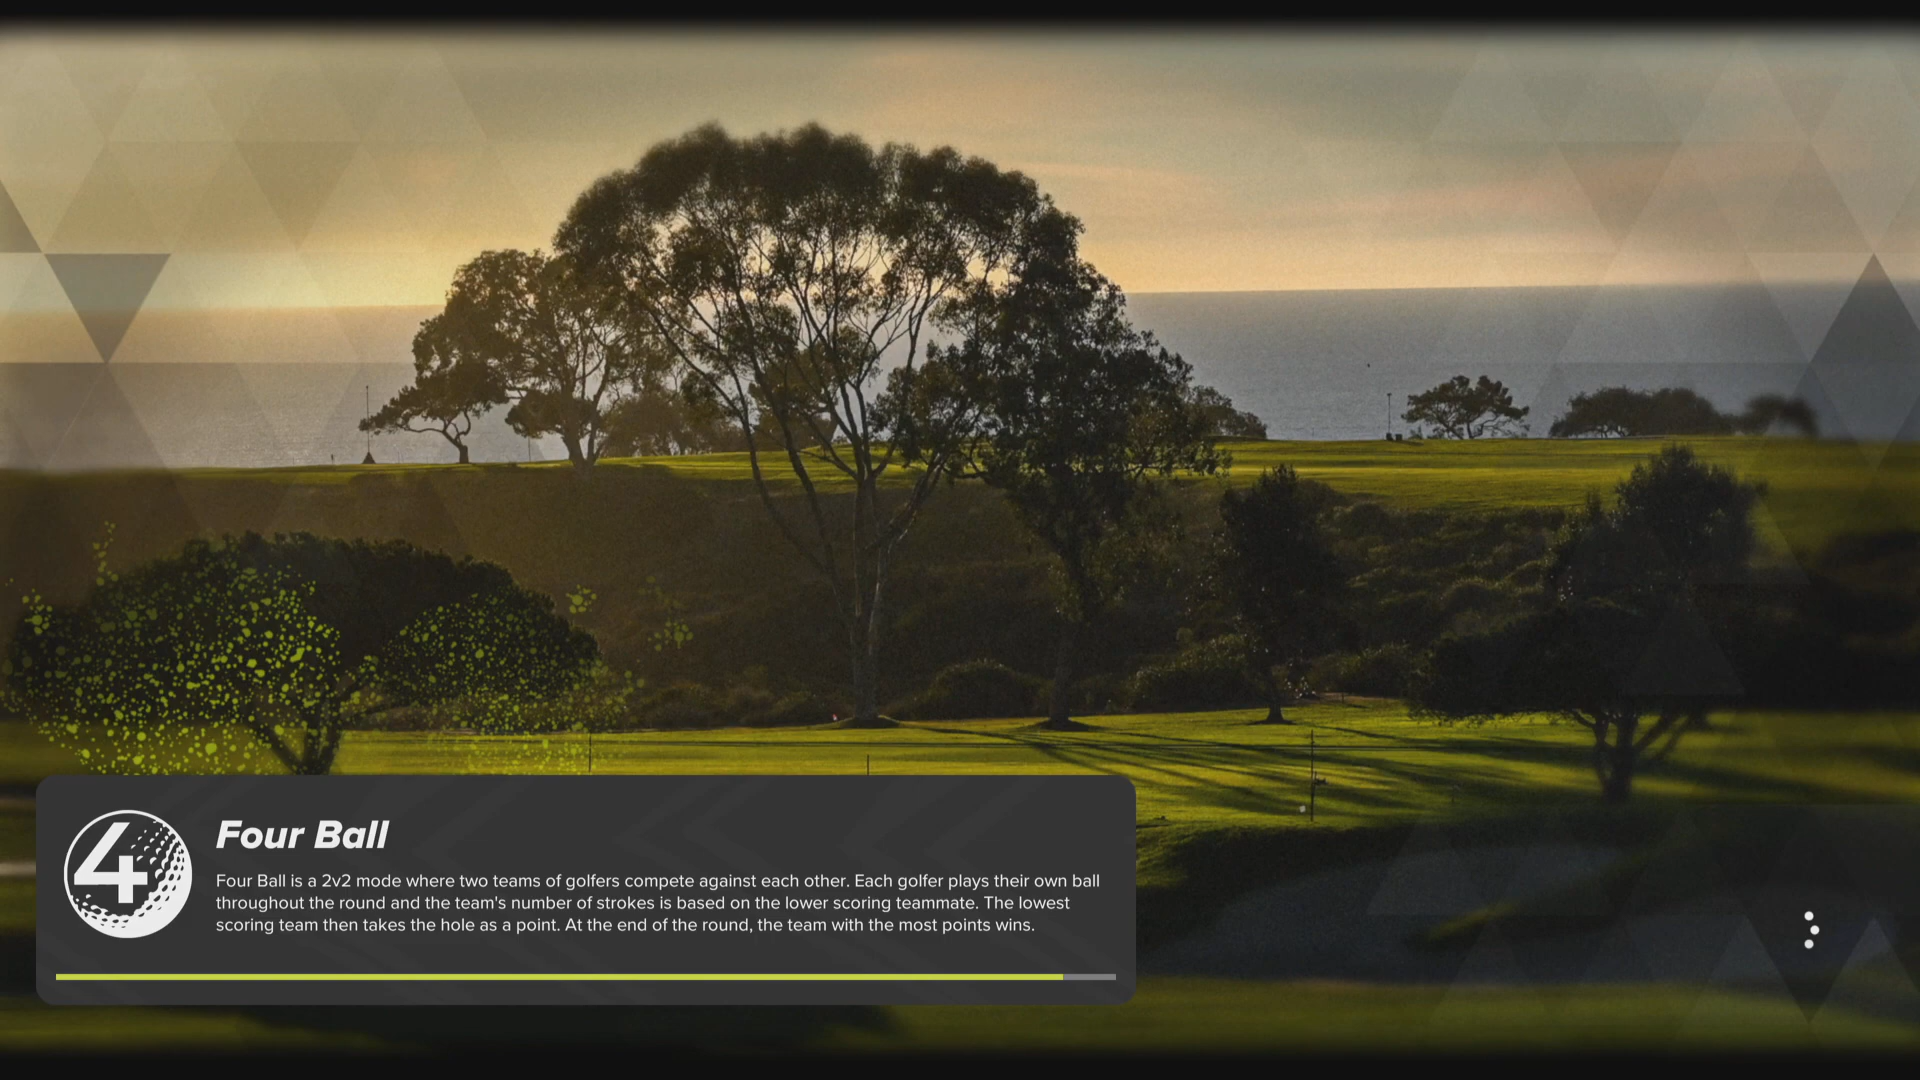 4
Four Ball
Four Ball is a 2v2 mode where two teams of golfers compete against each other. Each golfer plays their own ball
throughout the round and the team's number of strokes is based on the lower scoring teammate. The lowest
scoring team then takes the hole as a point. At the end of the round, the team with the most points wins.